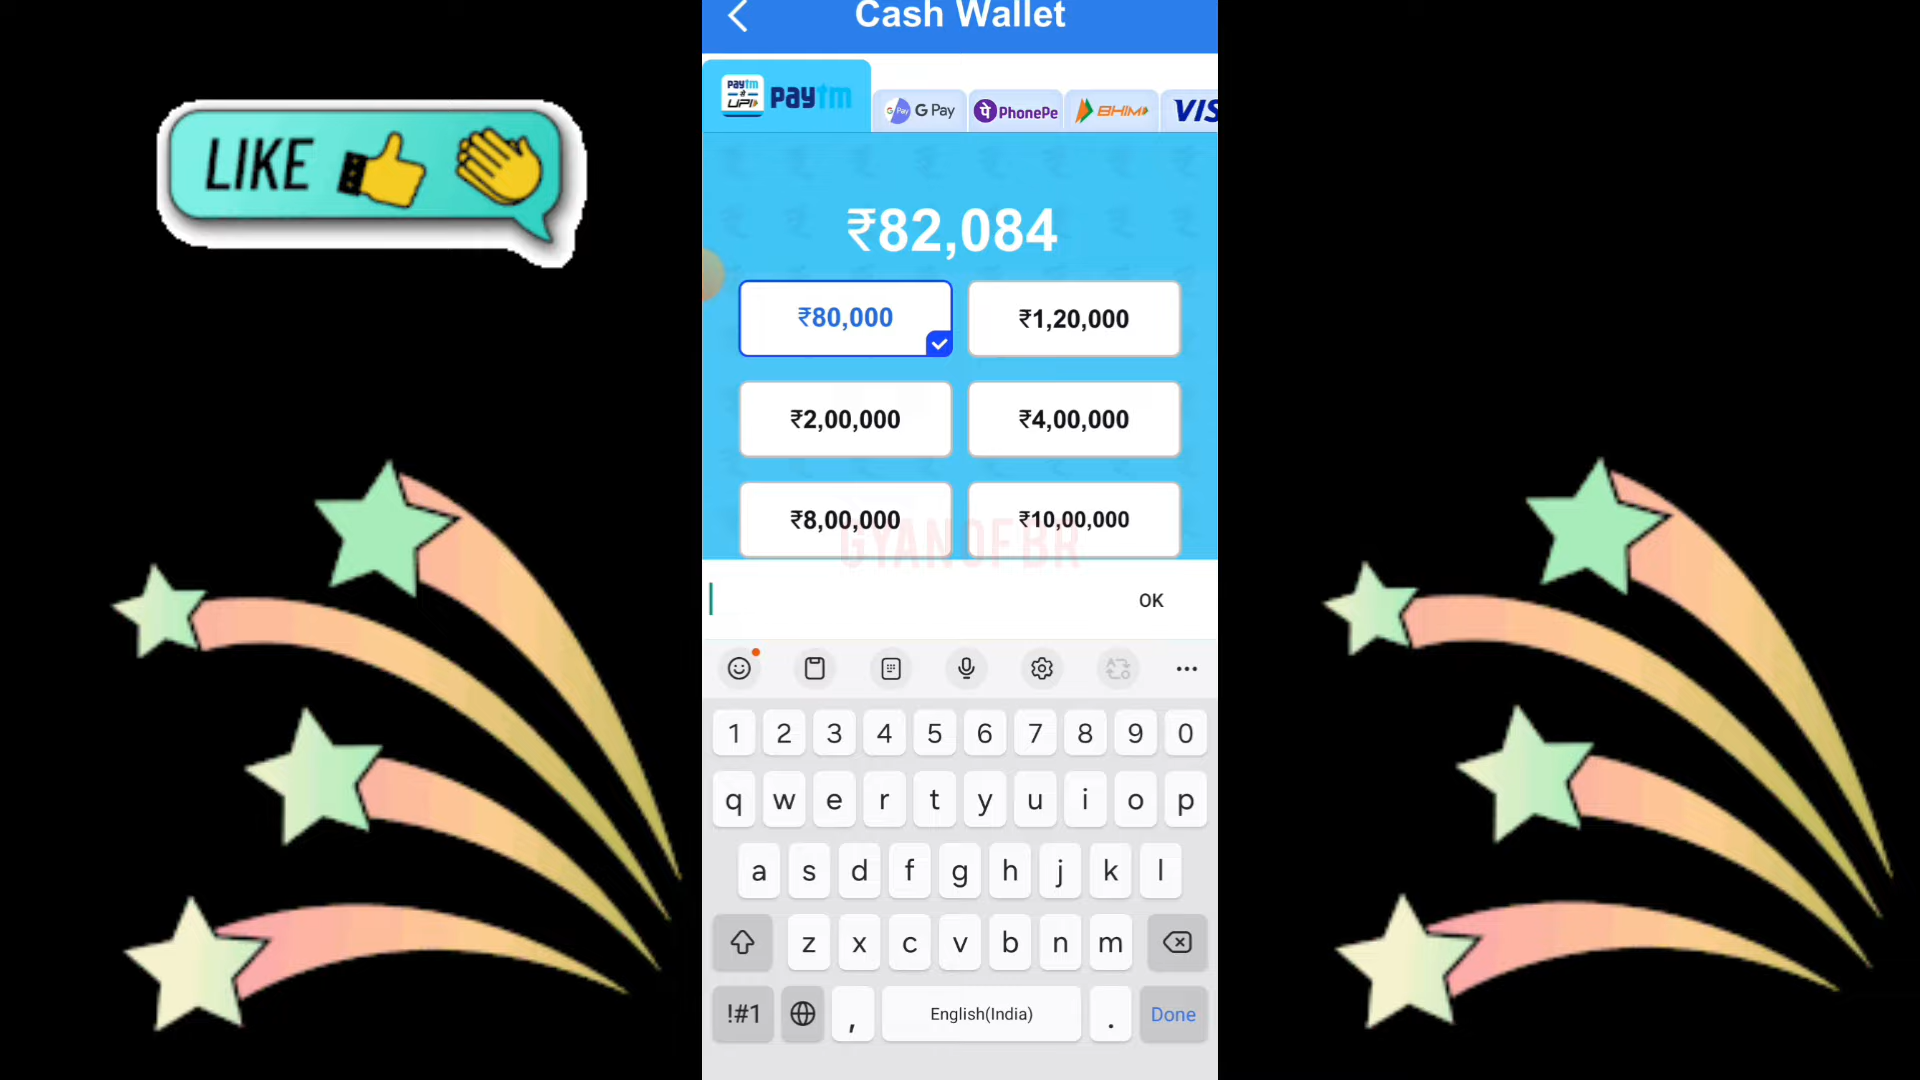 Cash Wallet
LIKE
paytm से UPI paytm
G Pay G Pay
पे PhonePe
BHIM
VIS
₹82,084
₹80,000
₹1,20,000
₹2,00,000
₹4,00,000
₹8,00,000
₹10,00,000
GYANOFBR
OK
1 2 3 4 5 6 7 8 9 0
q w e r t y u i o p
a s d f g h j k l
z x c v b n m
!#1 , English(India) . Done